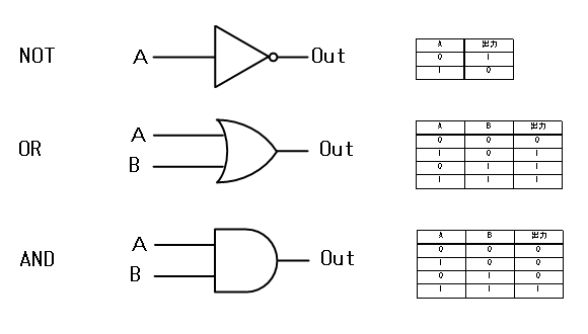 NOT A Out
A 出力
0 1
1 0
OR A B Out
A B 出力
0 0 0
1 0 1
0 1 1
1 1 1
AND A B Out
A B 出力
0 0 0
1 0 0
0 1 0
1 1 1